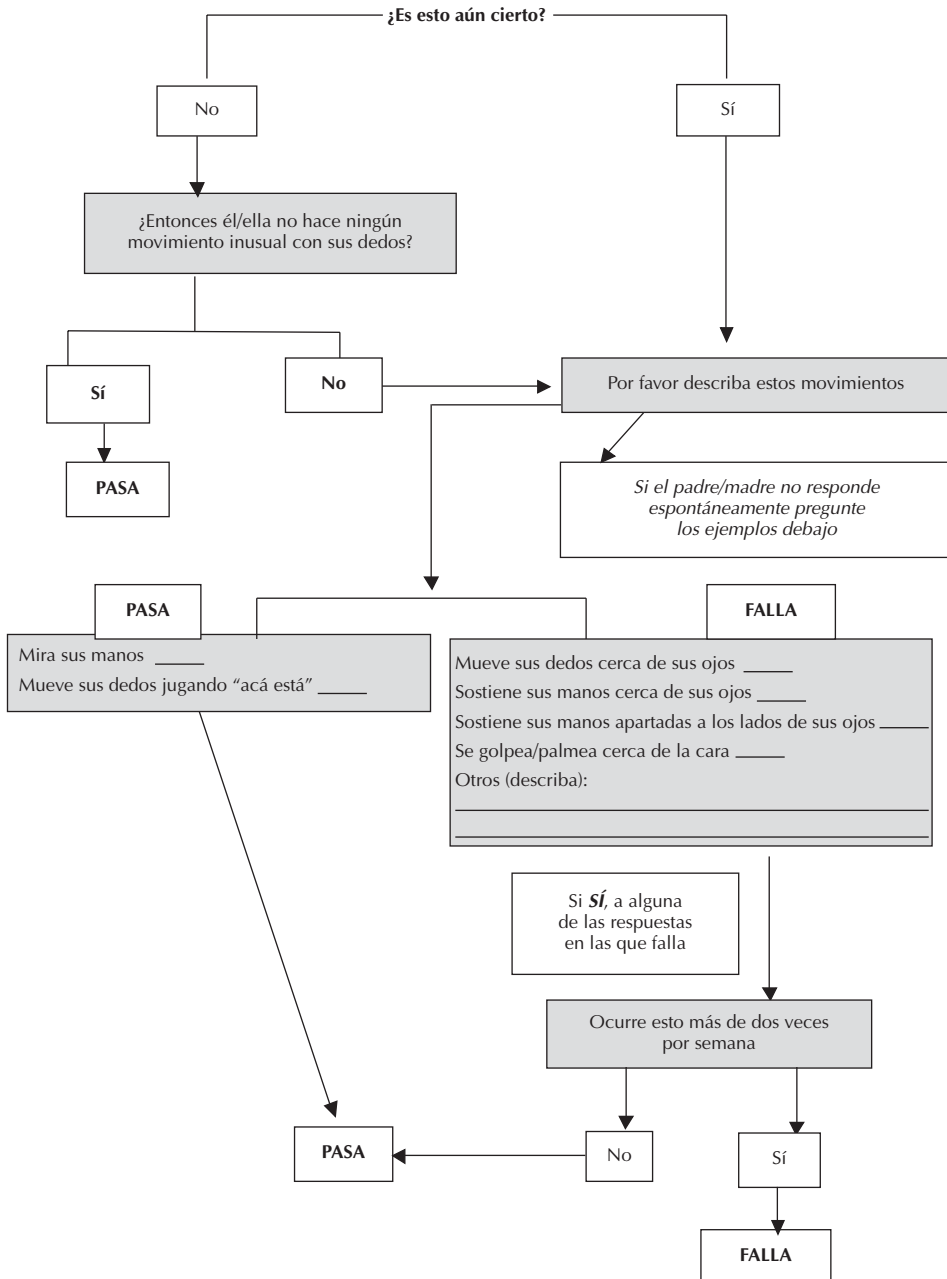 ¿Es esto aún cierto?
No
Sí
¿Entonces él/ella no hace ningún
movimiento inusual con sus dedos?
Sí
No
Por favor describa estos movimientos
PASA
Si el padre/madre no responde
espontáneamente pregunte
los ejemplos debajo
PASA
Mira sus manos _____
Mueve sus dedos jugando “acá está” _____
FALLA
Mueve sus dedos cerca de sus ojos _____
Sostiene sus manos cerca de sus ojos _____
Sostiene sus manos apartadas a los lados de sus ojos _____
Se golpea/palmea cerca de la cara _____
Otros (describa):
Si SÍ, a alguna
de las respuestas
en las que falla
Ocurre esto más de dos veces
por semana
PASA
No
Sí
FALLA